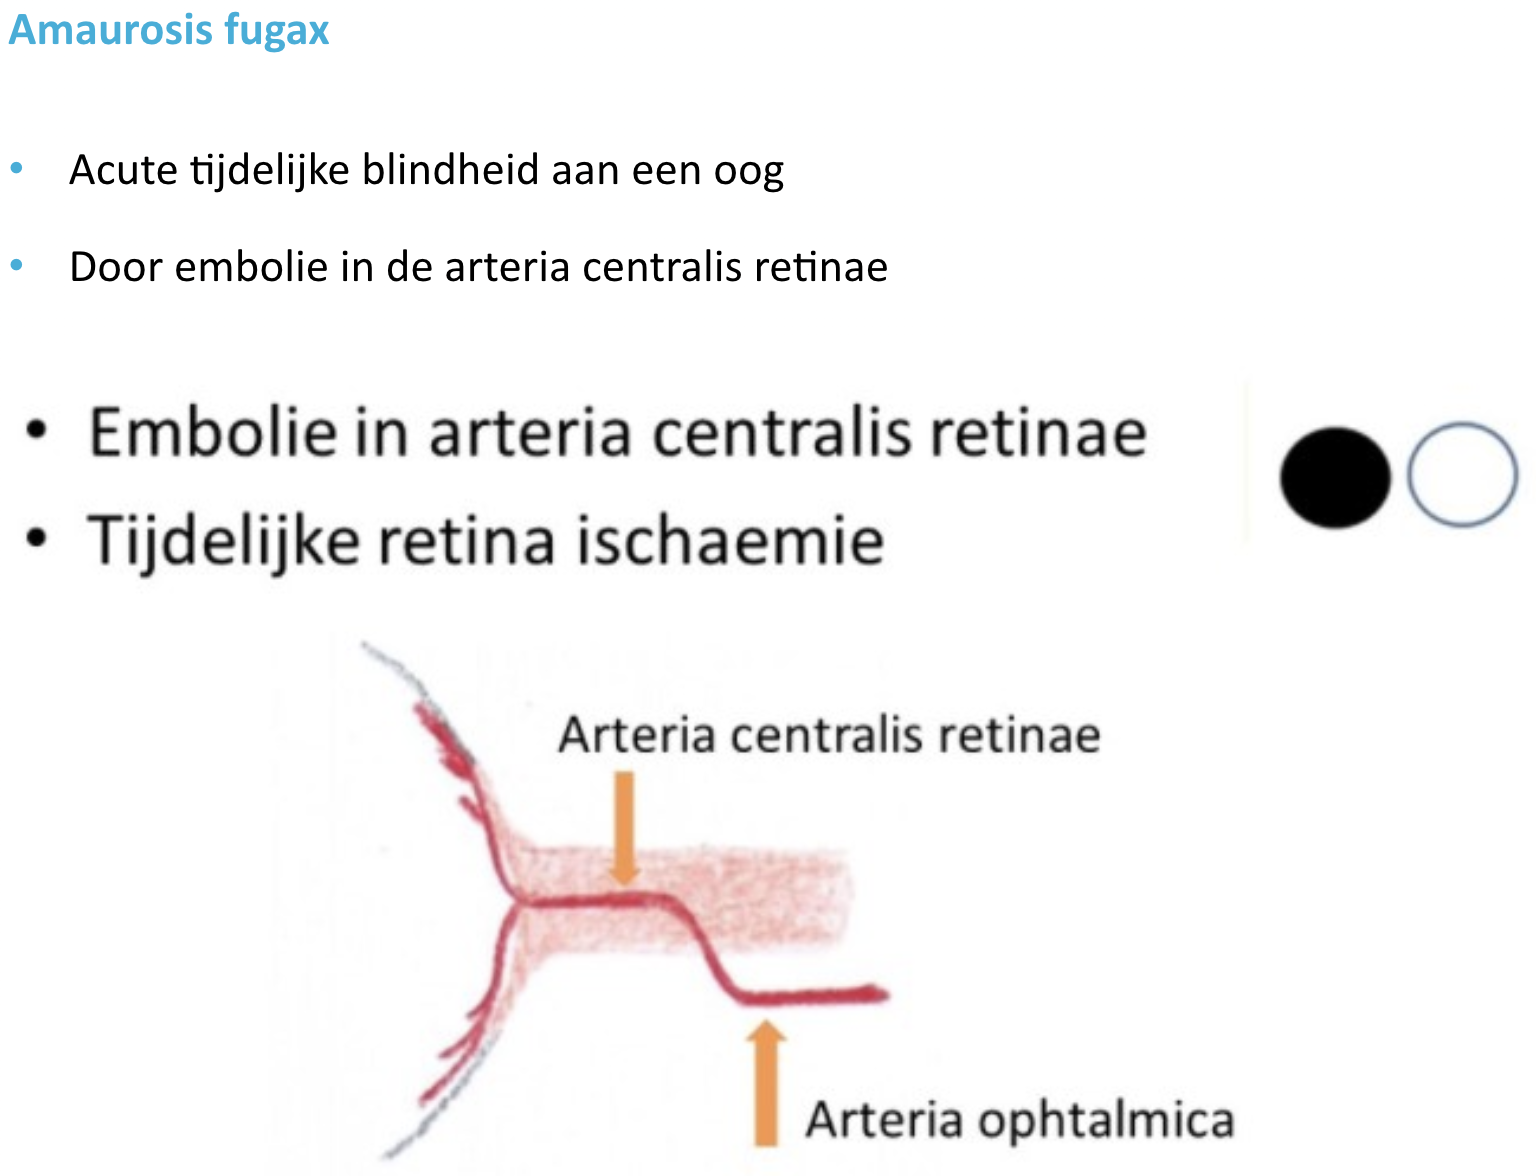 Amaurosis fugax
• Acute tijdelijke blindheid aan een oog
• Door embolie in de arteria centralis retinae
• Embolie in arteria centralis retinae
• Tijdelijke retina ischaemie
Arteria centralis retinae
Arteria ophtalmica